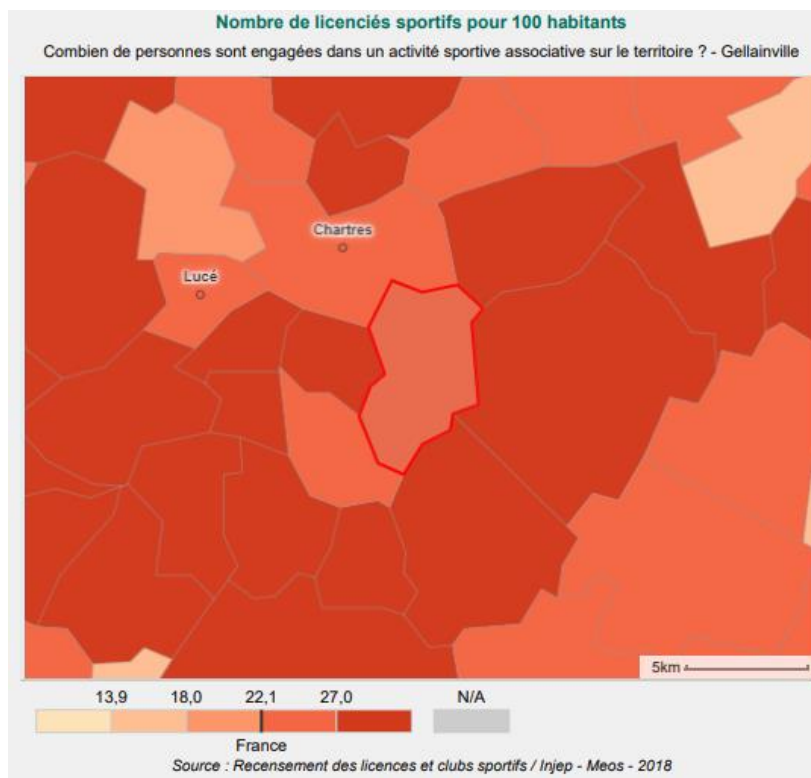 Nombre de licenciés sportifs pour 100 habitants
Combien de personnes sont engagées dans un activité sportive associative sur le territoire ? - Gellainville
Chartres
Lucé
5km
13,9 18,0 22,1 27,0 N/A
France
Source : Recensement des licences et clubs sportifs / Injep - Meos - 2018